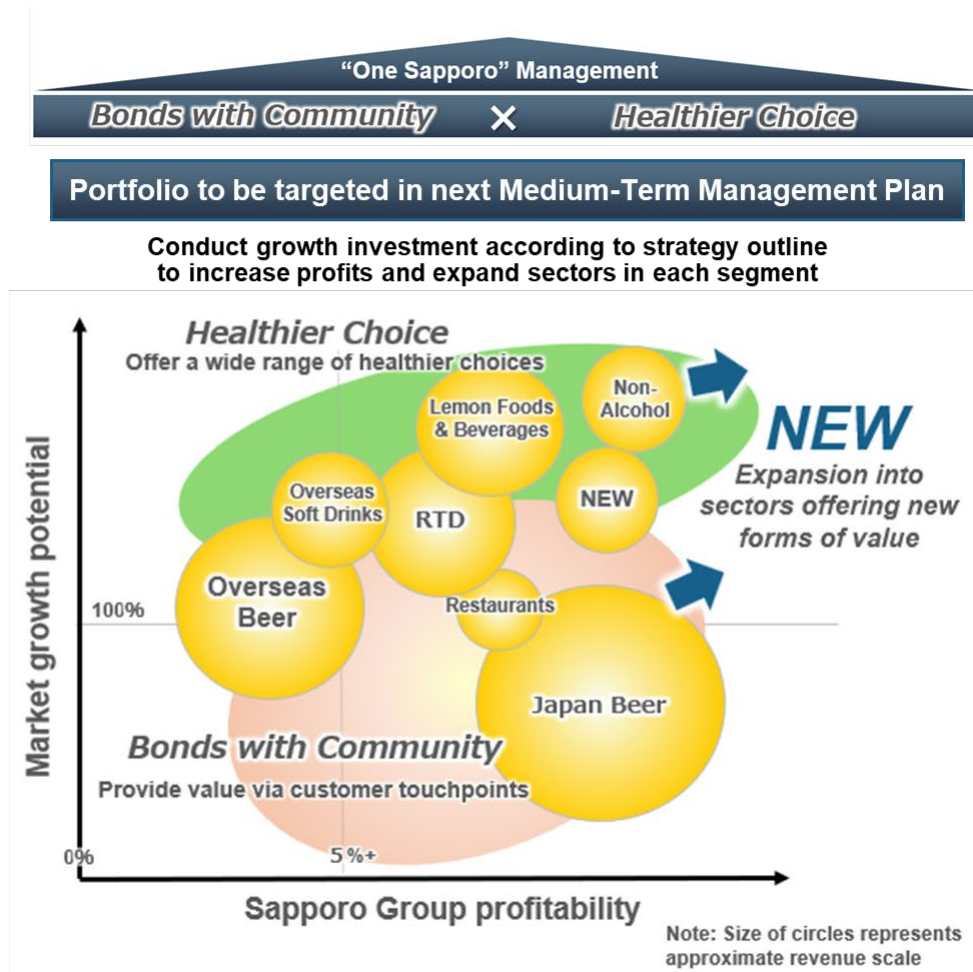 “One Sapporo” Management
Bonds with Community × Healthier Choice
Portfolio to be targeted in next Medium-Term Management Plan
Conduct growth investment according to strategy outline
to increase profits and expand sectors in each segment
Healthier Choice
Offer a wide range of healthier choices
Non-
Alcohol
Lemon Foods
& Beverages
NEW
Expansion into
sectors offering new
forms of value
Overseas
Soft Drinks
RTD
NEW
Overseas
Beer
Restaurants
100%
Japan Beer
Market growth potential
Bonds with Community
Provide value via customer touchpoints
0%
5%+
Sapporo Group profitability
Note: Size of circles represents
approximate revenue scale